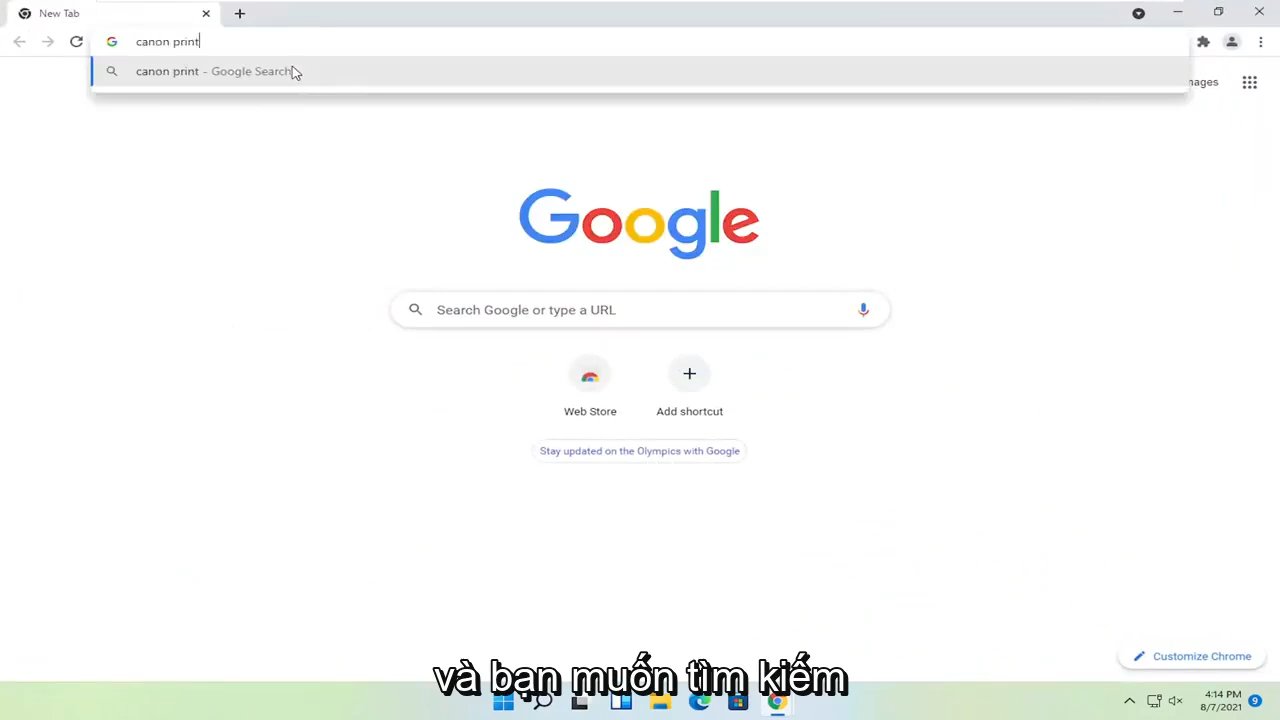 New Tab
canon print
canon print - Google Search
Images
Google
Search Google or type a URL
Web Store
Add shortcut
Stay updated on the Olympics with Google
Customize Chrome
và bạn muốn tìm kiếm
4:14 PM
8/7/2021
9